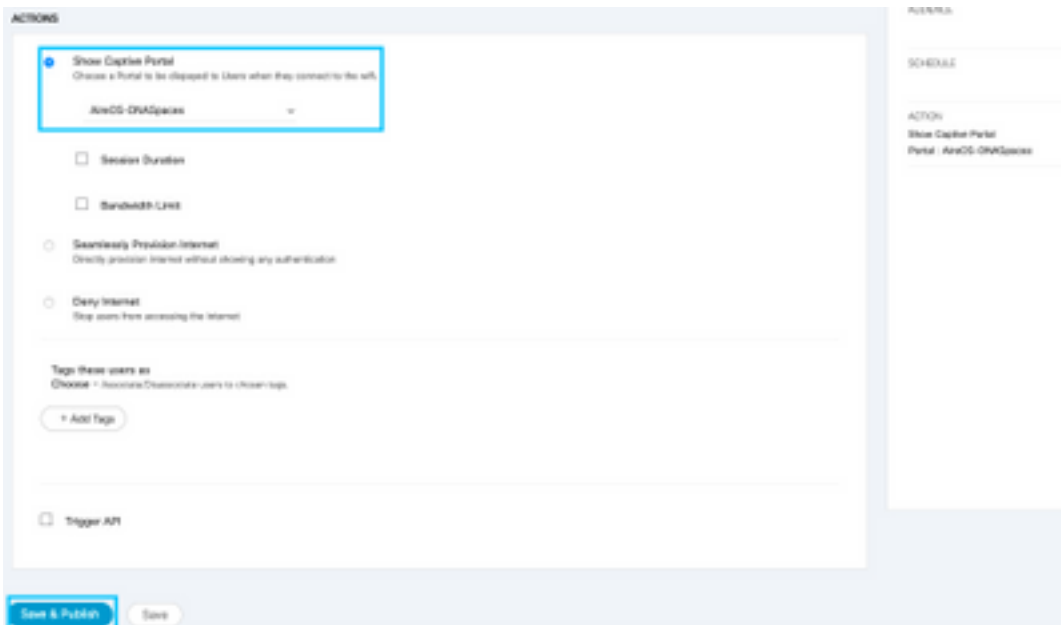 ACTIONS
Show Captive Portal
Choose a Portal to be displayed to Users when they connect to the wifi.
AireOS-DNASpaces
Session Duration
Bandwidth Limit
Seamlessly Provision Internet
Directly provision internet without showing any authentication
Deny Internet
Stop users from accessing the internet
Tags these users as
Choose - Associate/Disassociate users to chosen tags.
+ Add Tags
Trigger API
Save & Publish
Save
SCHEDULE
ACTION
Show Captive Portal
Portal : AireOS-DNASpaces